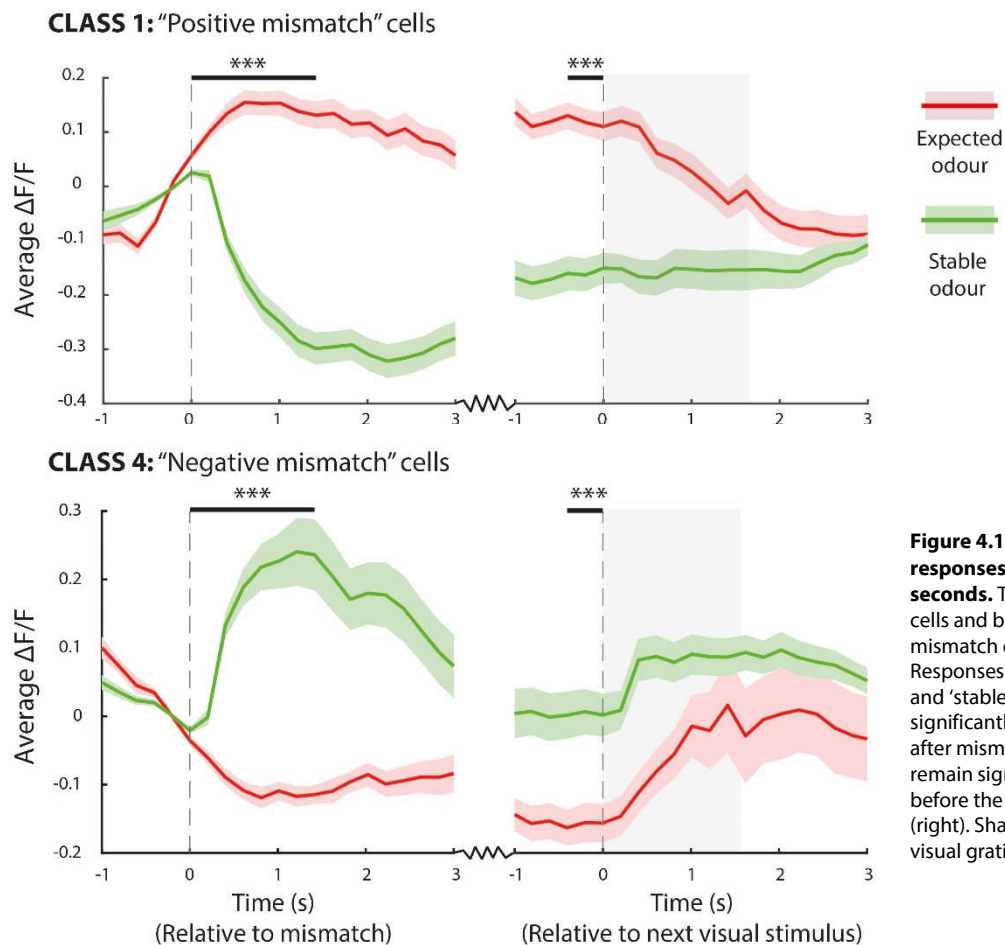 CLASS 1: "Positive mismatch" cells
***
***
0.2
0.1
0
-0.1
-0.2
-0.3
-0.4
Average ΔF/F
-1
0
1
2
3
-1
0
1
2
3
Expected
odour
Stable
odour
CLASS 4: "Negative mismatch" cells
***
***
0.3
0.2
0.1
0
-0.1
-0.2
Average ΔF/F
-1
0
1
2
3
-1
0
1
2
3
Time (s)
(Relative to mismatch)
Time (s)
(Relative to next visual stimulus)
Figure 4.1
responses
seconds. T
cells and b
mismatch
Responses
and 'stable
significantl
after mism
remain sig
before the
(right). Sha
visual grati